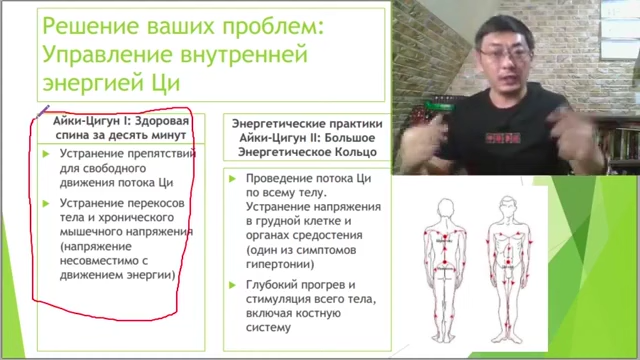 Решение ваших проблем:
Управление внутренней
энергией Ци
Айки-Цигун I: Здоровая
спина за десять минут
Устранение препятствий
для свободного
движения потока Ци
Устранение перекосов
тела и хронического
мышечного напряжения
(напряжение
несовместимо с
движением энергии)
Энергетические практики
Айки-Цигун II: Большое
Энергетическое Кольцо
Проведение потока Ци
по всему телу.
Устранение напряжения
в грудной клетке и
органах средостения
(один из симптомов
гипертонии)
Глубокий прогрев и
стимуляция всего тела,
включая костную
систему